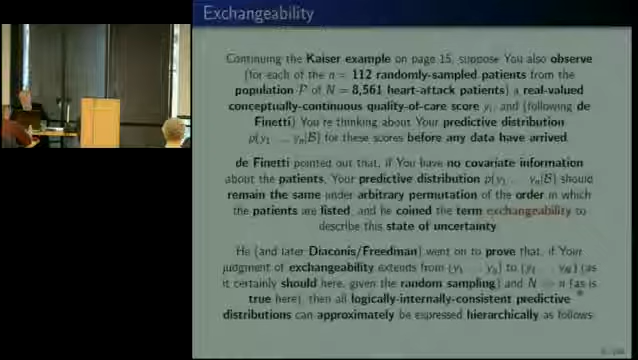 Exchangeability
Continuing the Kaiser example on page 15, suppose You also observe
(for each of the n = 112 randomly-sampled patients from the
population P of N = 8,561 heart-attack patients) a real-valued
conceptually-continuous quality-of-care score yᵢ, and (following de
Finetti) You're thinking about Your predictive distribution
p(y₁ … yₙ|B) for these scores before any data have arrived.
de Finetti pointed out that, if You have no covariate information
about the patients, Your predictive distribution p(y₁ … yₙ|B) should
remain the same under arbitrary permutation of the order in which
the patients are listed, and he coined the term exchangeability to
describe this state of uncertainty
He (and later Diaconis/Freedman) went on to prove that, if Your
judgment of exchangeability extends from (y₁ … yₙ) to (y₁ … y_N) (as
it certainly should here, given the random sampling) and N >> n (as is
true here), then all logically-internally-consistent predictive
distributions can approximately be expressed hierarchically as follows